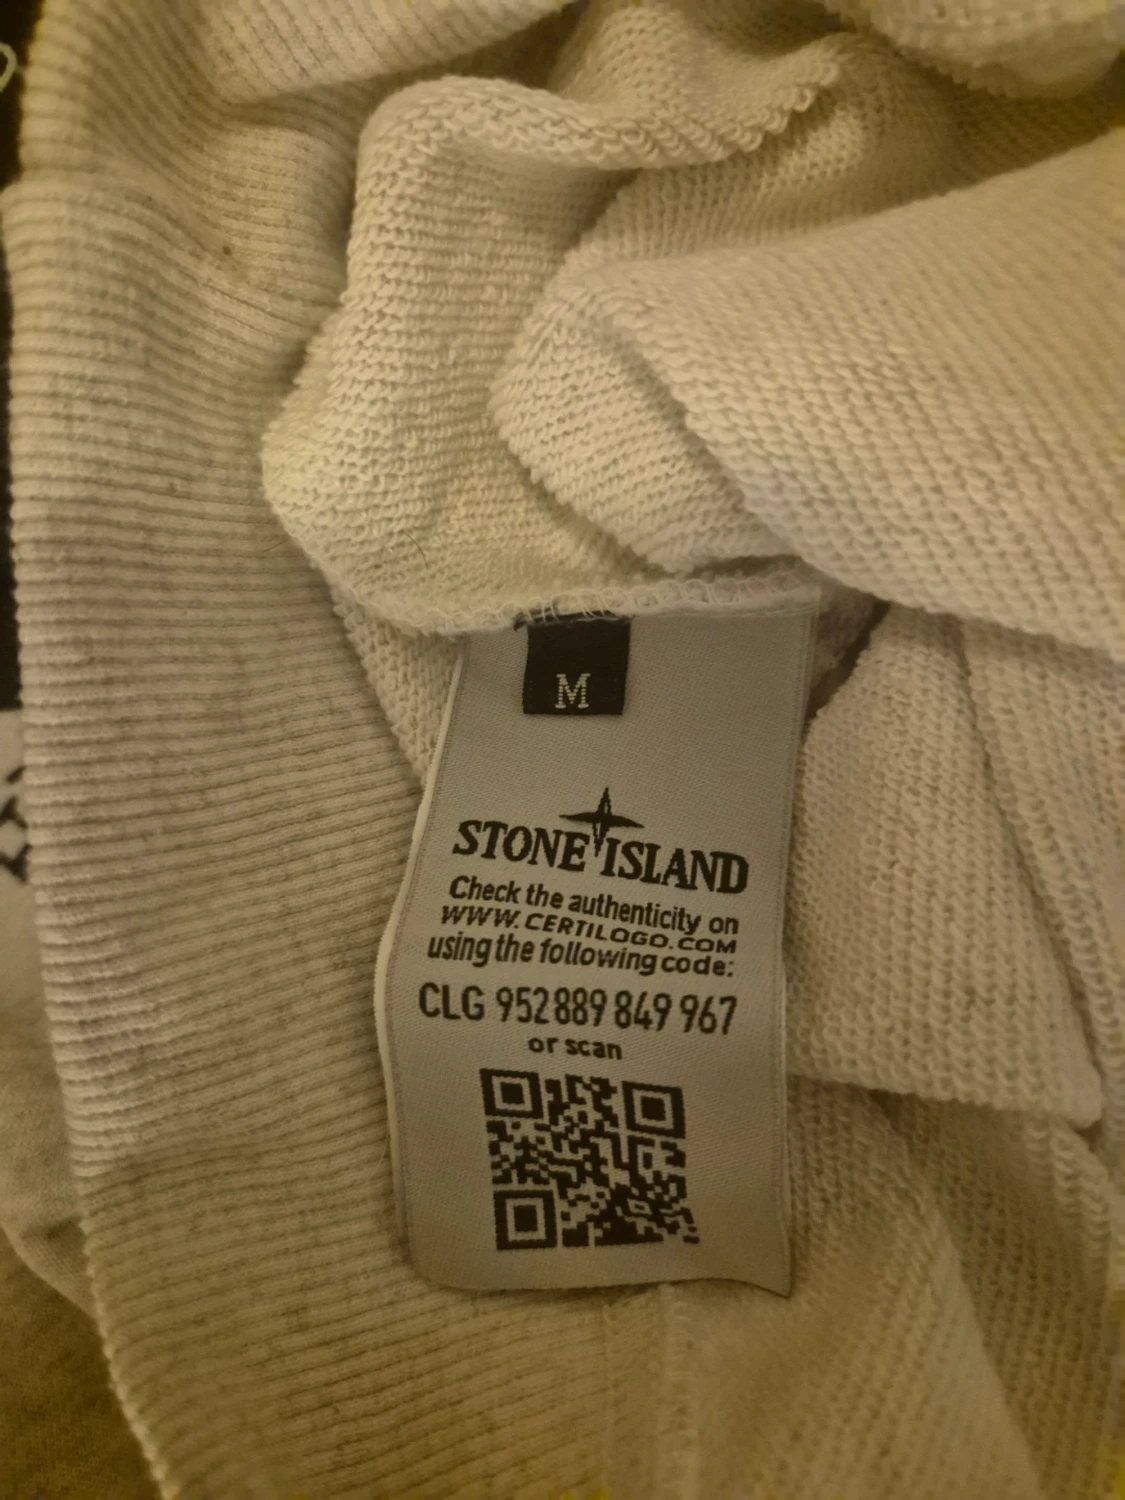 M
STONE ISLAND
Check the authenticity on
WWW.CERTILOGO.COM
using the following code:
CLG 952 889 849 967
or scan